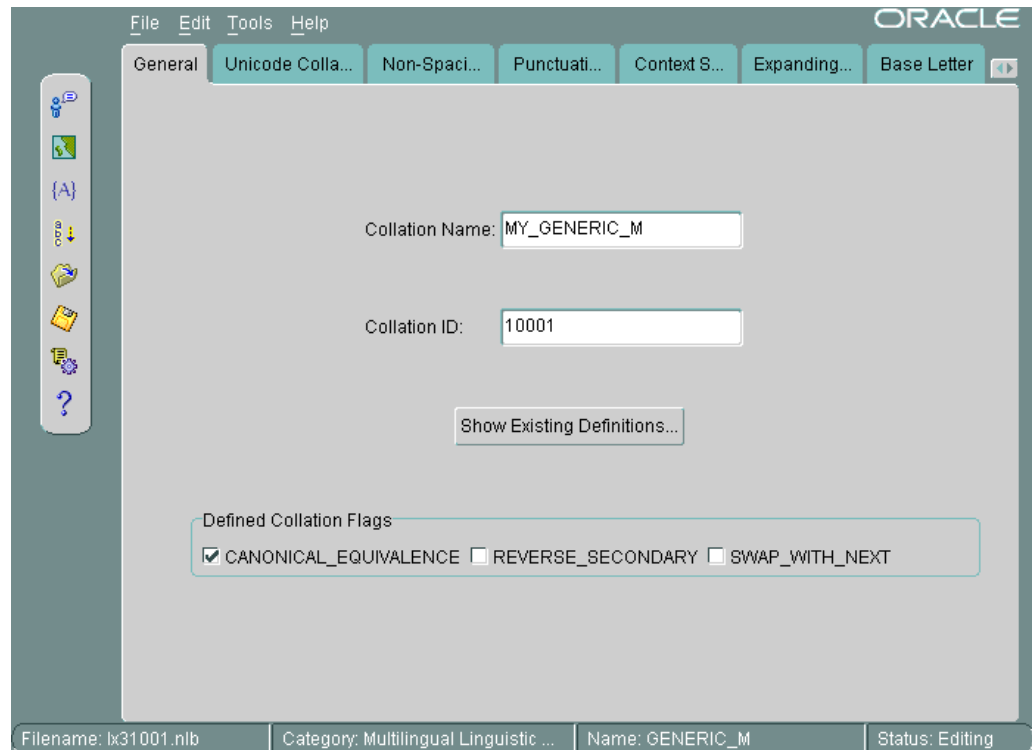 File Edit Tools Help
ORACLE
General Unicode Colla... Non-Spaci... Punctuati... Context S... Expanding... Base Letter
{A}
a
b
c
?
Collation Name: MY_GENERIC_M
Collation ID: 10001
Show Existing Definitions...
Defined Collation Flags
CANONICAL_EQUIVALENCE REVERSE_SECONDARY SWAP_WITH_NEXT
Filename: lx31001.nlb Category: Multilingual Linguistic ... Name: GENERIC_M Status: Editing